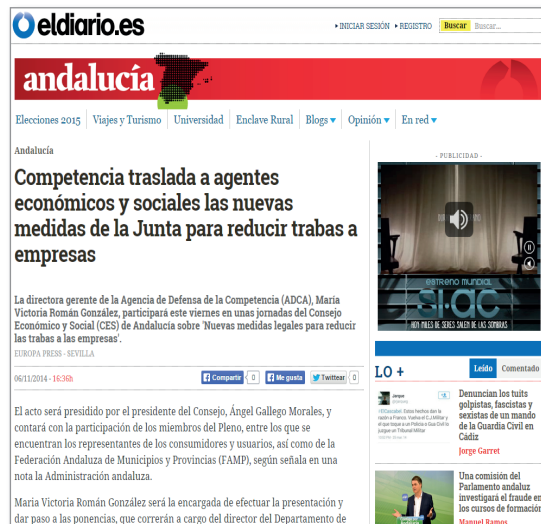 eldiario.es
INICIAR SESIÓN REGISTRO Buscar Buscar...
andalucía
Elecciones 2015 Viajes y Turismo Universidad Enclave Rural Blogs Opinión En red
Andalucía
Competencia traslada a agentes
económicos y sociales las nuevas
medidas de la Junta para reducir trabas a
empresas
La directora gerente de la Agencia de Defensa de la Competencia (ADCA), María
Victoria Román González, participará este viernes en unas jornadas del Consejo
Económico y Social (CES) de Andalucía sobre 'Nuevas medidas legales para reducir
las trabas a las empresas'.
EUROPA PRESS - SEVILLA
06/11/2014 - 16:36h
Compartir 0 Me gusta 0 Twittear 0
El acto será presidido por el presidente del Consejo, Ángel Gallego Morales, y
contará con la participación de los miembros del Pleno, entre los que se
encuentran los representantes de los consumidores y usuarios, así como de la
Federación Andaluza de Municipios y Provincias (FAMP), según señala en una
nota la Administración andaluza.
María Victoria Román González será la encargada de efectuar la presentación y
dar paso a las ponencias, que correrán a cargo del director del Departamento de
- PUBLICIDAD -
ESTRENO MUNDIAL
HOY MILES DE SERES SALEN DE LAS SOMBRAS
LO +
Leído Comentado
Denuncian los tuits
golpistas, fascistas y
sexistas de un mando
de la Guardia Civil en
Cádiz
Jorge Garret
Una comisión del
Parlamento andaluz
investigará el fraude en
los cursos de formación
Manuel Ramos